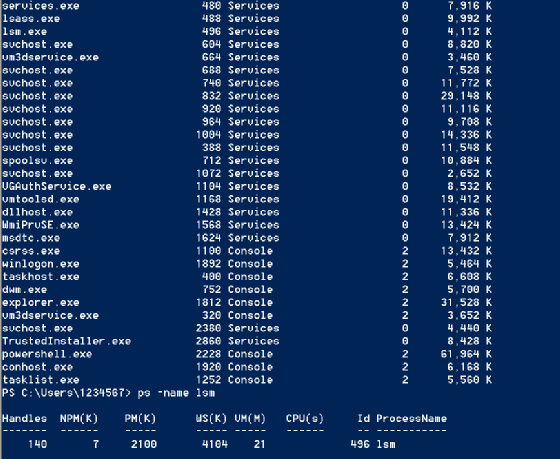 services.exe 480 Services 0 7,916 K
lsass.exe 488 Services 0 9,992 K
lsm.exe 496 Services 0 4,112 K
svchost.exe 604 Services 0 8,820 K
vm3dservice.exe 664 Services 0 3,460 K
svchost.exe 688 Services 0 7,528 K
svchost.exe 740 Services 0 11,772 K
svchost.exe 832 Services 0 29,148 K
svchost.exe 920 Services 0 11,116 K
svchost.exe 964 Services 0 9,708 K
svchost.exe 1004 Services 0 14,336 K
svchost.exe 388 Services 0 11,548 K
spoolsv.exe 712 Services 0 10,864 K
svchost.exe 1072 Services 0 2,652 K
VGAuthService.exe 1104 Services 0 8,532 K
vmtoolsd.exe 1168 Services 0 19,412 K
dllhost.exe 1428 Services 0 11,336 K
WmiPrvSE.exe 1568 Services 0 13,424 K
msdtc.exe 1624 Services 0 7,912 K
csrss.exe 1100 Console 2 13,432 K
winlogon.exe 1892 Console 2 5,464 K
taskhost.exe 400 Console 2 6,608 K
dwm.exe 752 Console 2 5,700 K
explorer.exe 1812 Console 2 31,528 K
vm3dservice.exe 320 Console 2 3,652 K
svchost.exe 2380 Services 0 4,440 K
TrustedInstaller.exe 2860 Services 0 8,428 K
powershell.exe 2228 Console 2 61,964 K
conhost.exe 1920 Console 2 6,168 K
tasklist.exe 1252 Console 2 5,560 K
PS C:\Users\1234567> ps -name lsm
Handles NPM(K) PM(K) WS(K) VM(M) CPU(s) Id ProcessName
------- ------ ----- ----- ----- ------ -- -----------
140 7 2100 4104 21 496 lsm